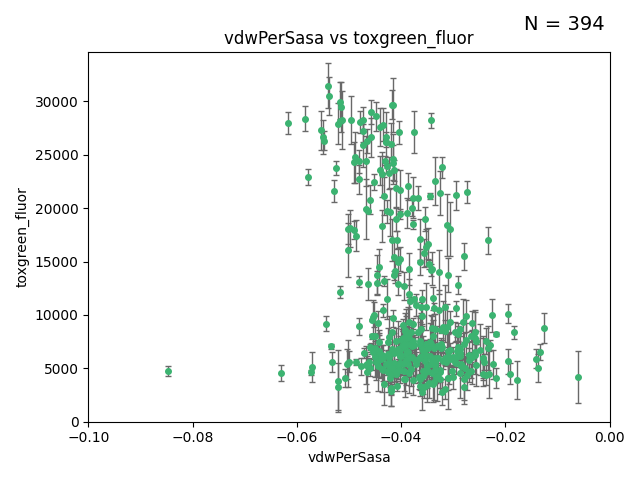 N = 394
vdwPerSasa vs toxgreen_fluor
toxgreen_fluor
30000
25000
20000
15000
10000
5000
0
−0.10 −0.08 −0.06 −0.04 −0.02 0.00
vdwPerSasa